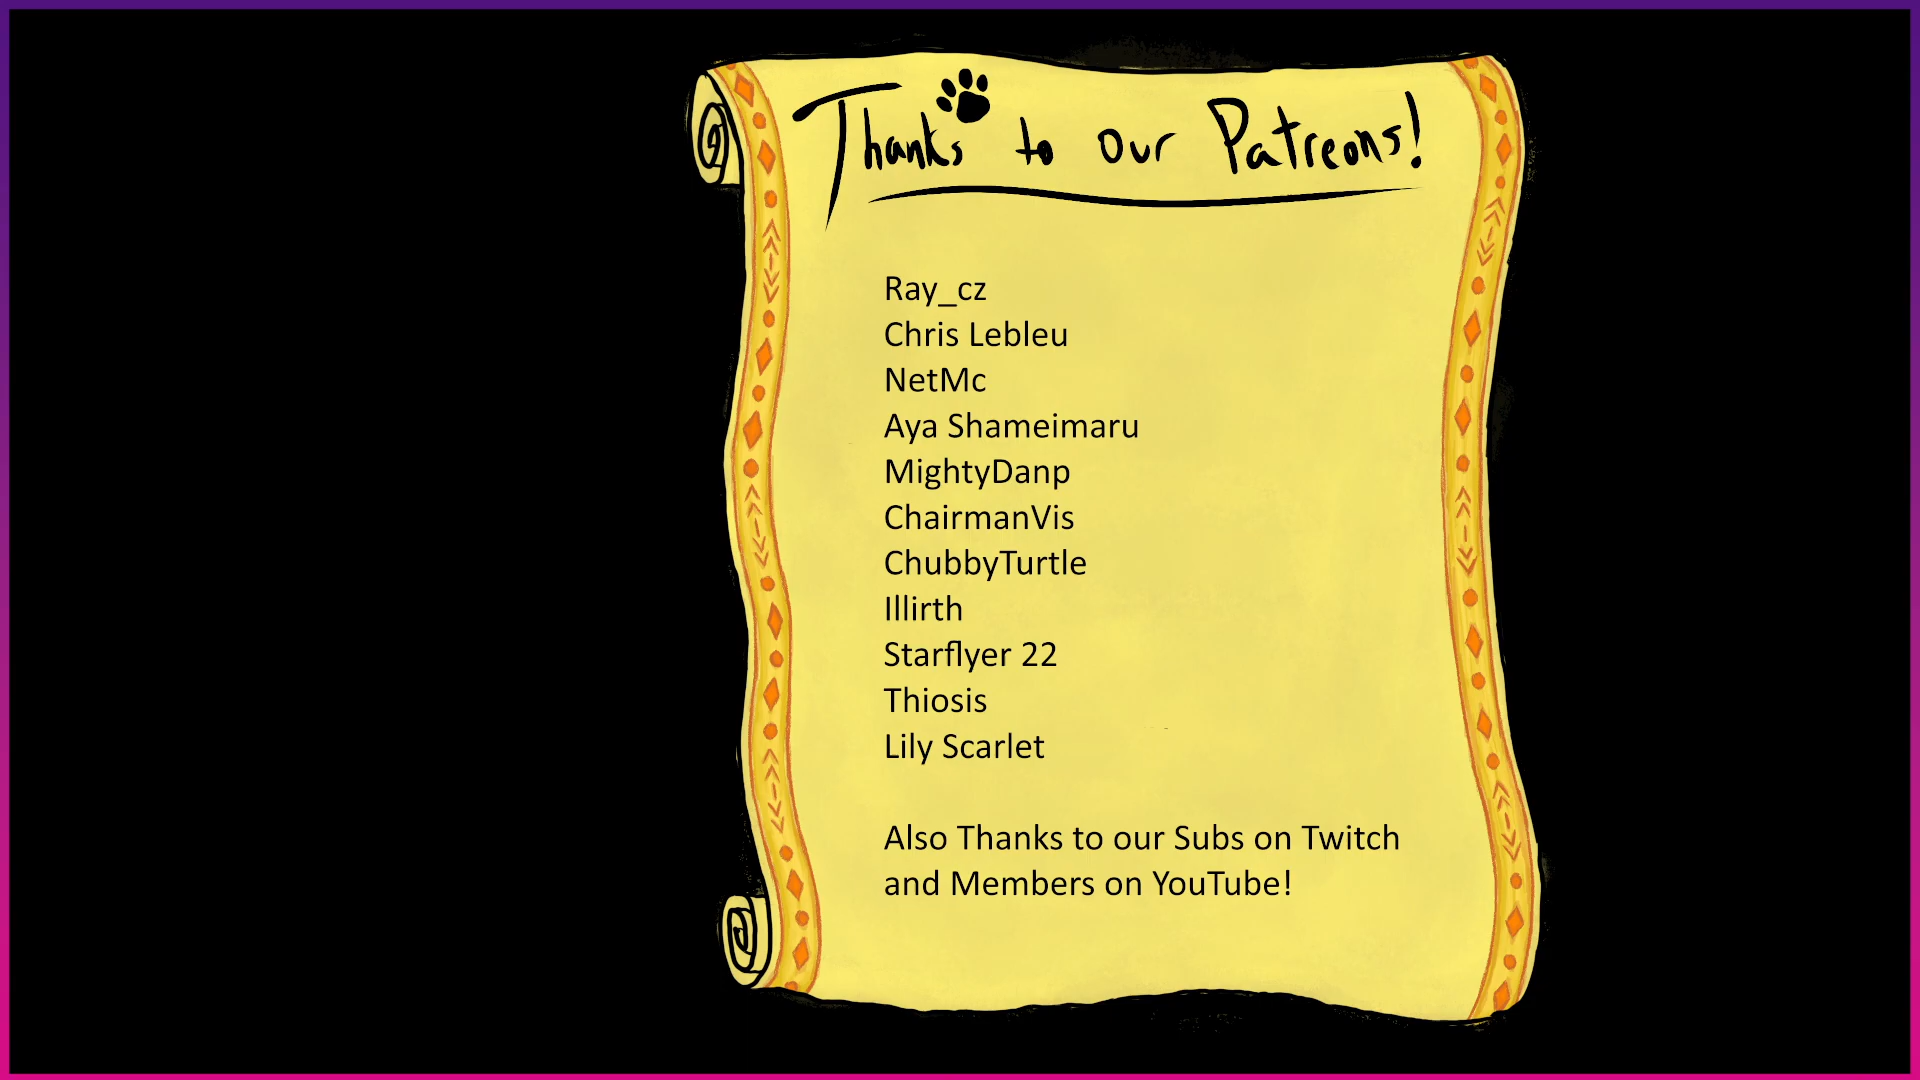 Thanks to our Patreons!
Ray_cz
Chris Lebleu
NetMc
Aya Shameimaru
MightyDanp
ChairmanVis
ChubbyTurtle
Illirth
Starflyer 22
Thiosis
Lily Scarlet
Also Thanks to our Subs on Twitch
and Members on YouTube!